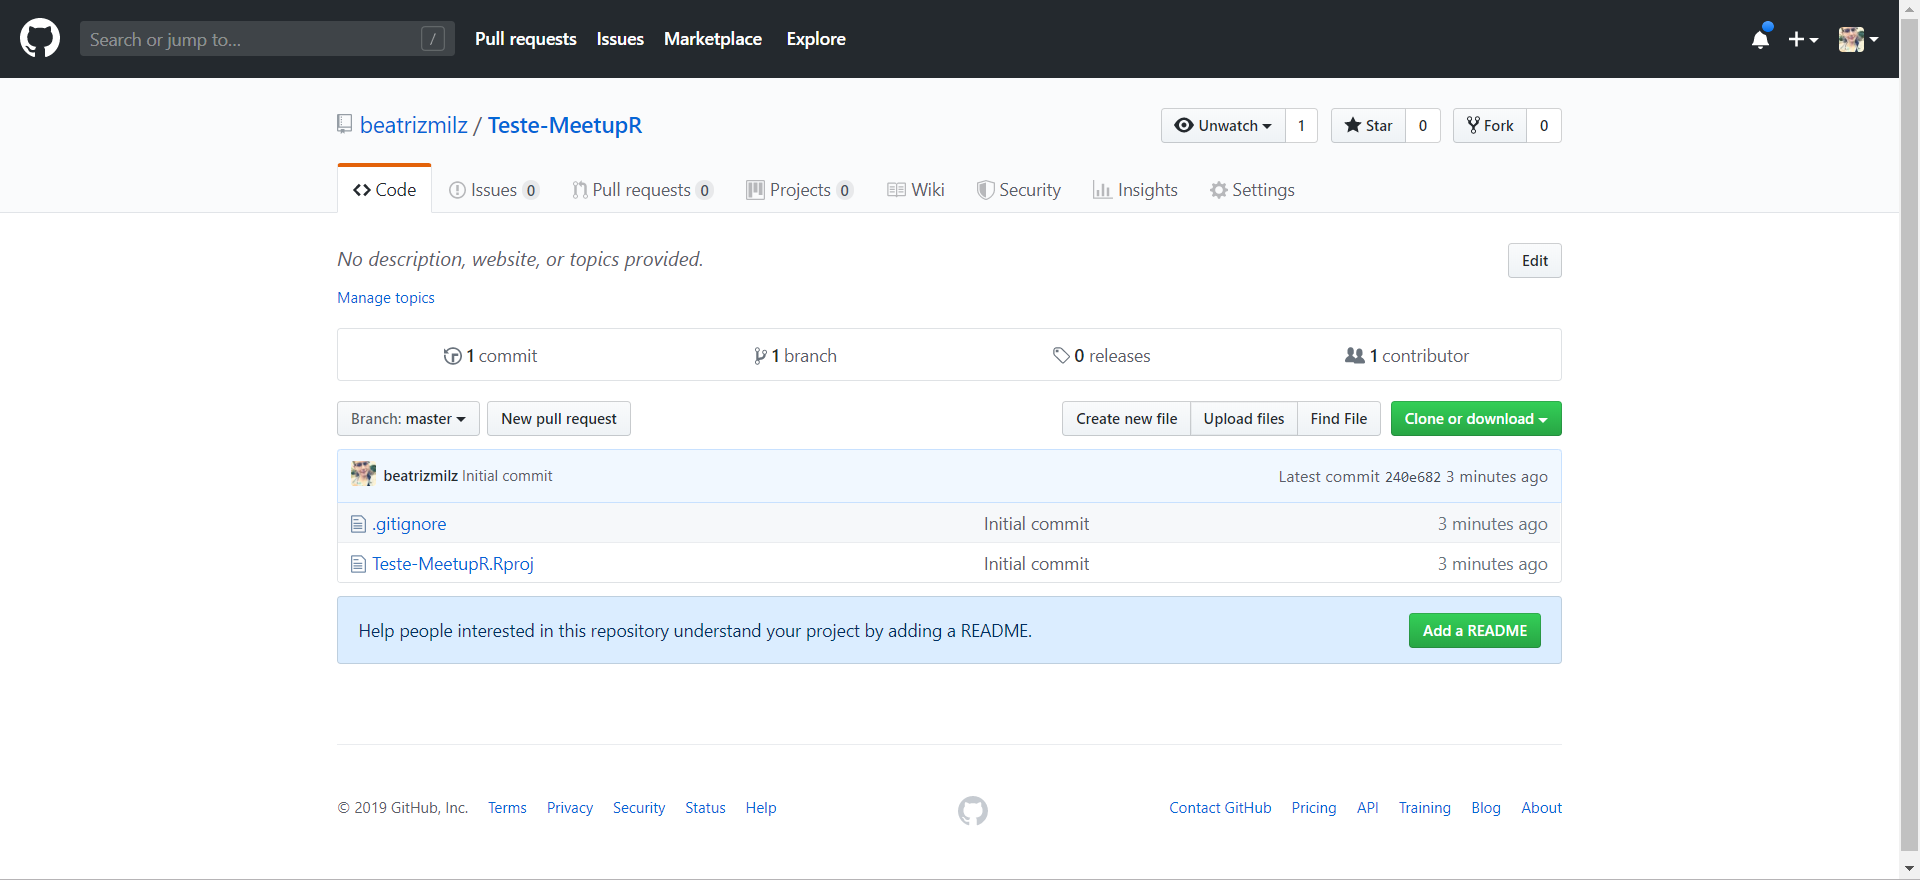 Search or jump to... / Pull requests Issues Marketplace Explore
beatrizmilz / Teste-MeetupR Unwatch 1 Star 0 Fork 0
Code Issues 0 Pull requests 0 Projects 0 Wiki Security Insights Settings
No description, website, or topics provided. Edit
Manage topics
1 commit 1 branch 0 releases 1 contributor
Branch: master New pull request Create new file Upload files Find File Clone or download
beatrizmilz Initial commit Latest commit 240e682 3 minutes ago
.gitignore Initial commit 3 minutes ago
Teste-MeetupR.Rproj Initial commit 3 minutes ago
Help people interested in this repository understand your project by adding a README. Add a README
© 2019 GitHub, Inc. Terms Privacy Security Status Help Contact GitHub Pricing API Training Blog About